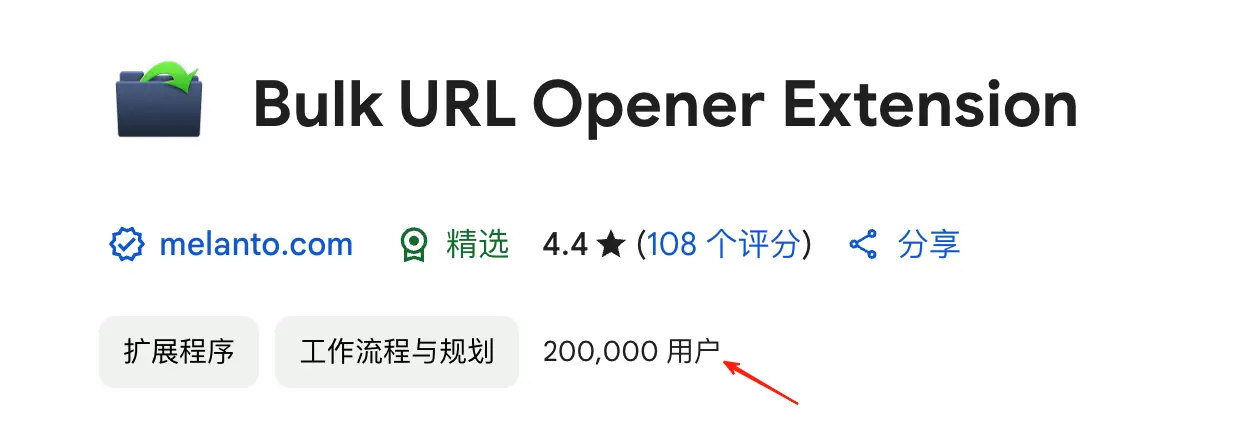 Bulk URL Opener Extension
melanto.com 精选 4.4 ★ (108 个评分) 分享
扩展程序 工作流程与规划 200,000 用户